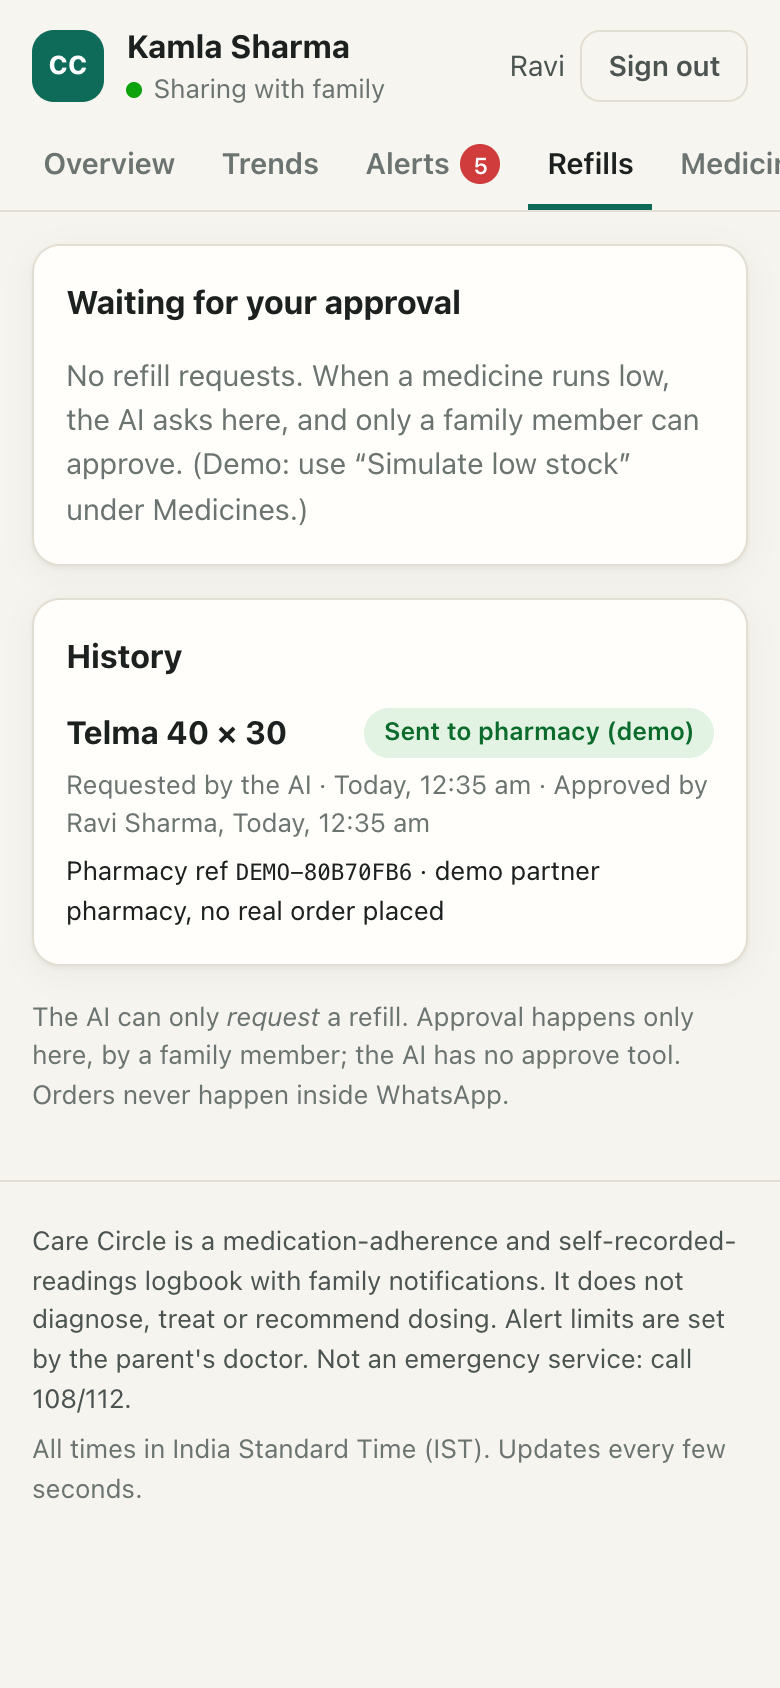 CC
Kamla Sharma
Sharing with family
Ravi
Sign out
Overview
Trends
Alerts 5
Refills
Medicin
Waiting for your approval
No refill requests. When a medicine runs low,
the AI asks here, and only a family member can
approve. (Demo: use “Simulate low stock”
under Medicines.)
History
Telma 40 × 30
Sent to pharmacy (demo)
Requested by the AI · Today, 12:35 am · Approved by
Ravi Sharma, Today, 12:35 am
Pharmacy ref DEMO-80B70FB6 · demo partner
pharmacy, no real order placed
The AI can only request a refill. Approval happens only
here, by a family member; the AI has no approve tool.
Orders never happen inside WhatsApp.
Care Circle is a medication-adherence and self-recorded-
readings logbook with family notifications. It does not
diagnose, treat or recommend dosing. Alert limits are set
by the parent's doctor. Not an emergency service: call
108/112.
All times in India Standard Time (IST). Updates every few
seconds.